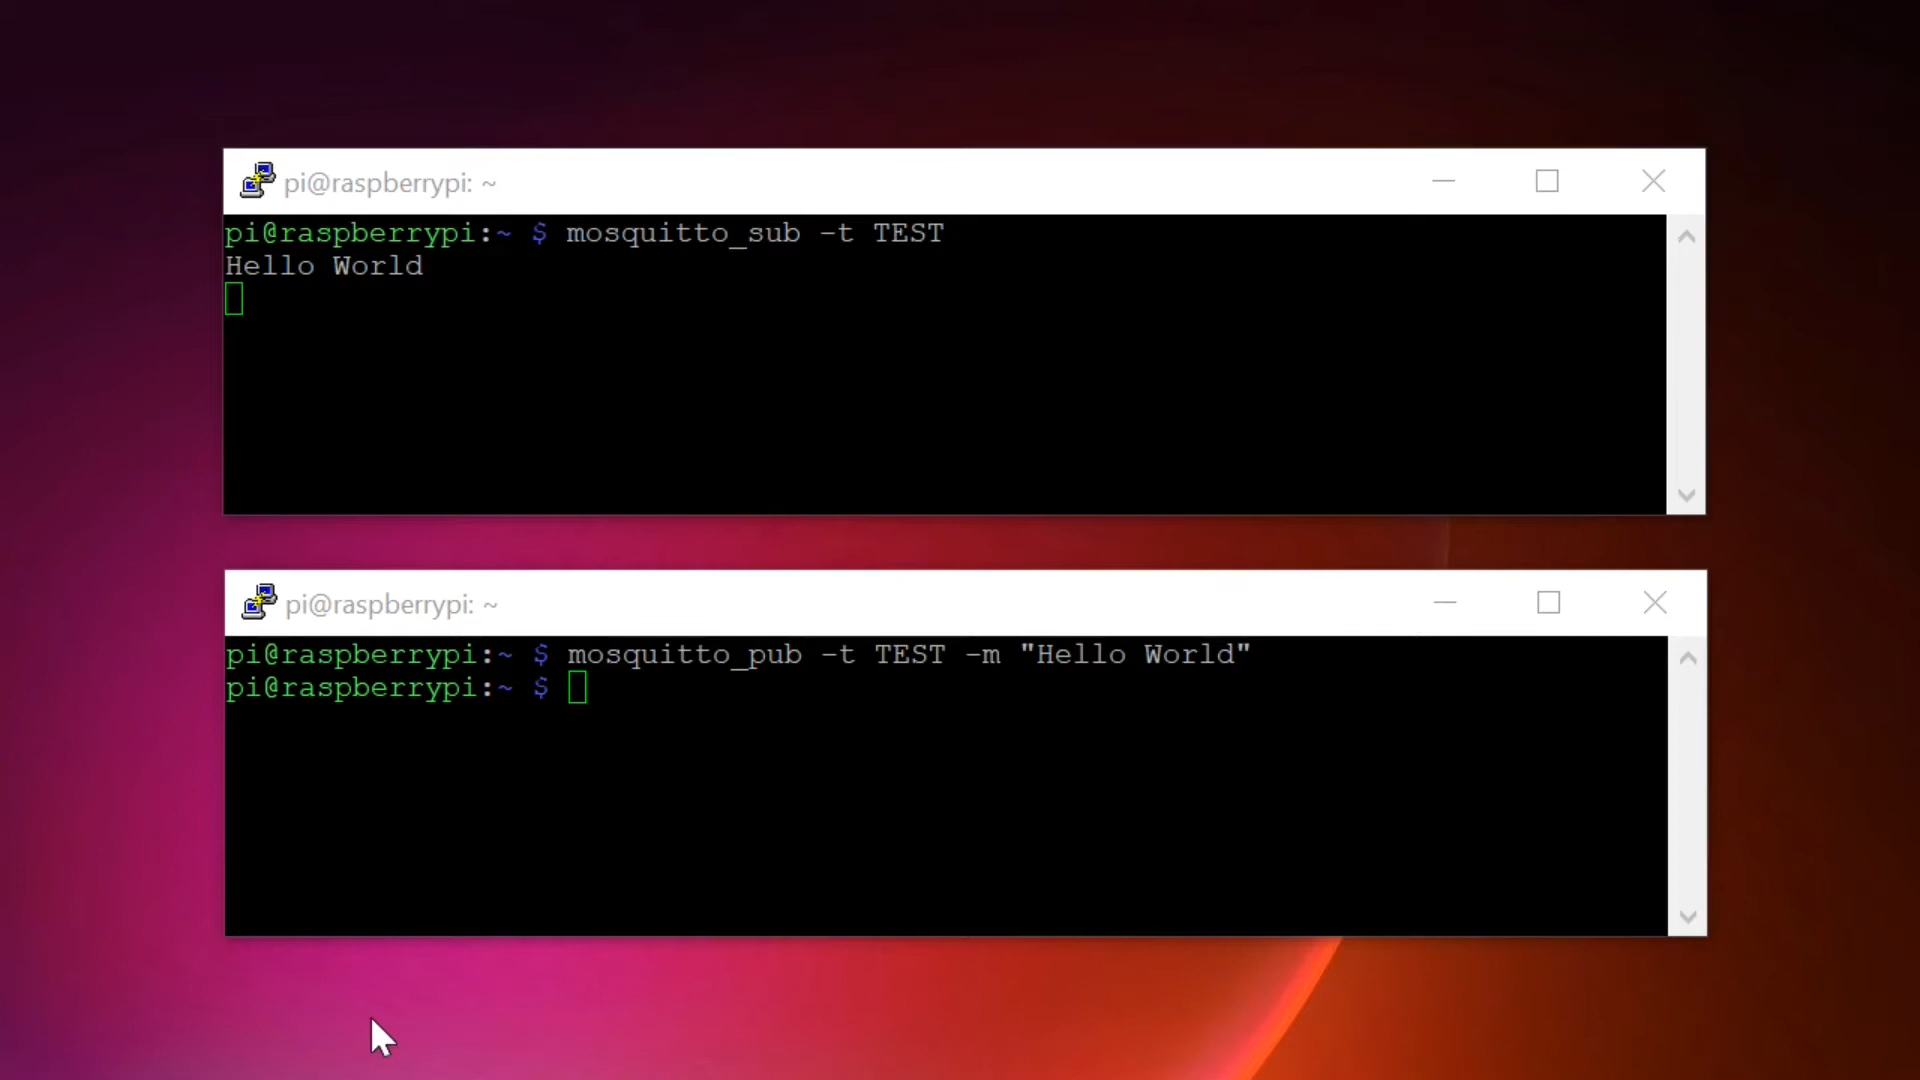 pi@raspberrypi: ~
pi@raspberrypi:~ $ mosquitto_sub -t TEST
Hello World
pi@raspberrypi: ~
pi@raspberrypi:~ $ mosquitto_pub -t TEST -m "Hello World"
pi@raspberrypi:~ $